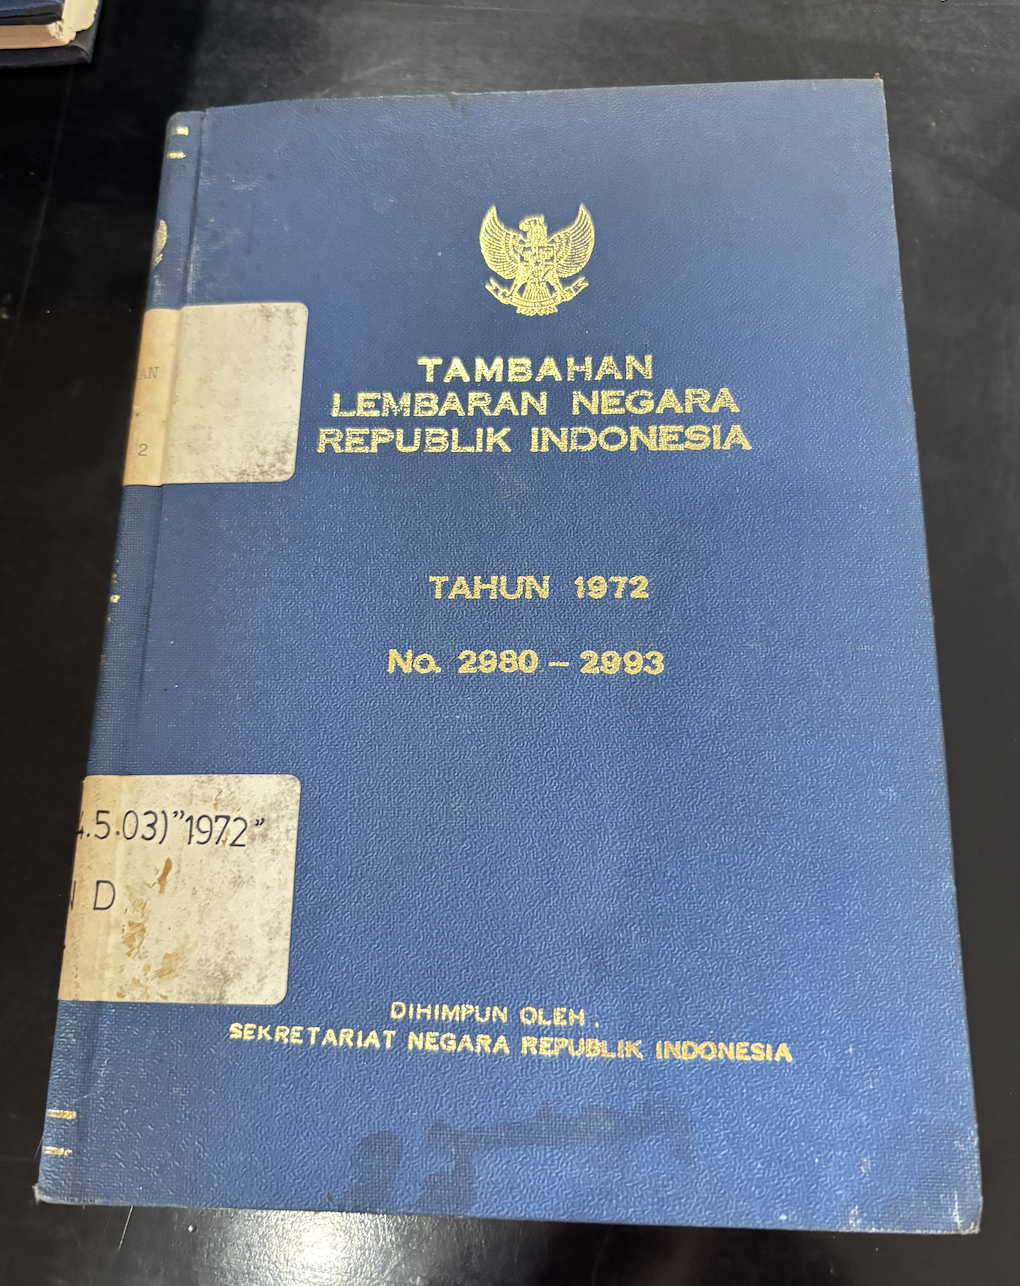 TAMBAHAN
LEMBARAN NEGARA
REPUBLIK INDONESIA
TAHUN 1972
No. 2980 – 2993
2
.5.03)"1972"
D
DIHIMPUN OLEH
SEKRETARIAT NEGARA REPUBLIK INDONESIA